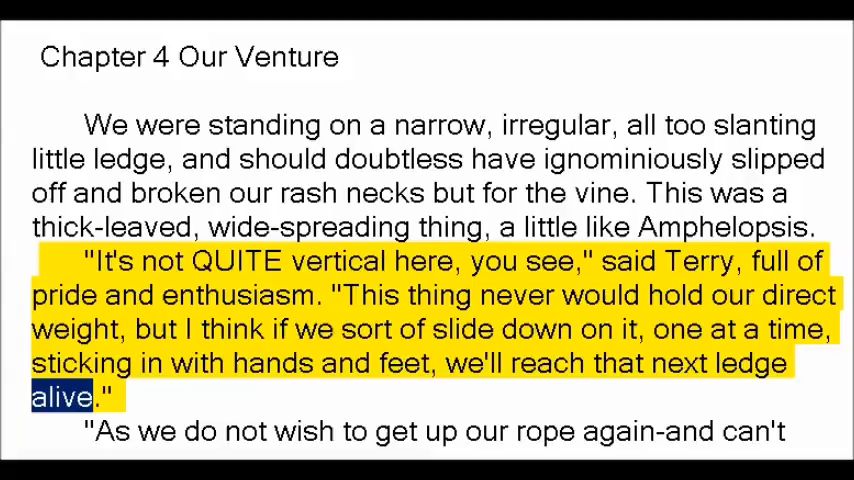 Chapter 4 Our Venture
We were standing on a narrow, irregular, all too slanting
little ledge, and should doubtless have ignominiously slipped
off and broken our rash necks but for the vine. This was a
thick-leaved, wide-spreading thing, a little like Amphelopsis.
"It's not QUITE vertical here, you see," said Terry, full of
pride and enthusiasm. "This thing never would hold our direct
weight, but I think if we sort of slide down on it, one at a time,
sticking in with hands and feet, we'll reach that next ledge
alive."
"As we do not wish to get up our rope again-and can't